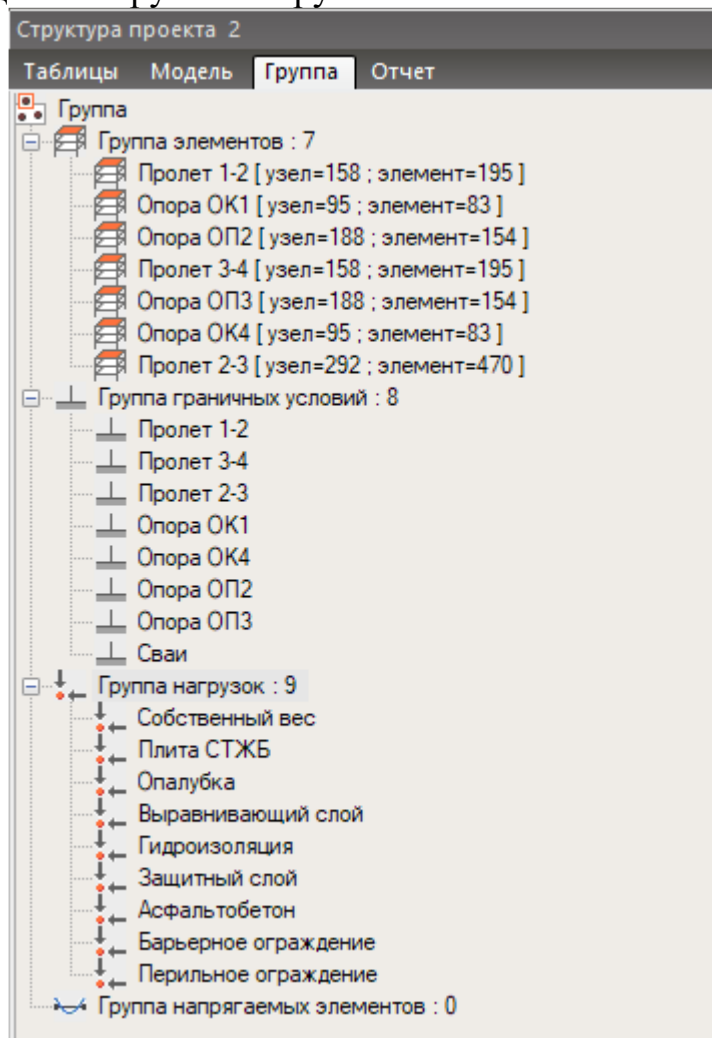 Структура проекта 2
Таблицы Модель Группа Отчет
Группа
Группа элементов : 7
Пролет 1-2 [ узел=158 ; элемент=195 ]
Опора ОК1 [ узел=95 ; элемент=83 ]
Опора ОП2 [ узел=188 ; элемент=154 ]
Пролет 3-4 [ узел=158 ; элемент=195 ]
Опора ОП3 [ узел=188 ; элемент=154 ]
Опора ОК4 [ узел=95 ; элемент=83 ]
Пролет 2-3 [ узел=292 ; элемент=470 ]
Группа граничных условий : 8
Пролет 1-2
Пролет 3-4
Пролет 2-3
Опора ОК1
Опора ОК4
Опора ОП2
Опора ОП3
Сваи
Группа нагрузок : 9
Собственный вес
Плита СТЖБ
Опалубка
Выравнивающий слой
Гидроизоляция
Защитный слой
Асфальтобетон
Барьерное ограждение
Перильное ограждение
Группа напрягаемых элементов : 0